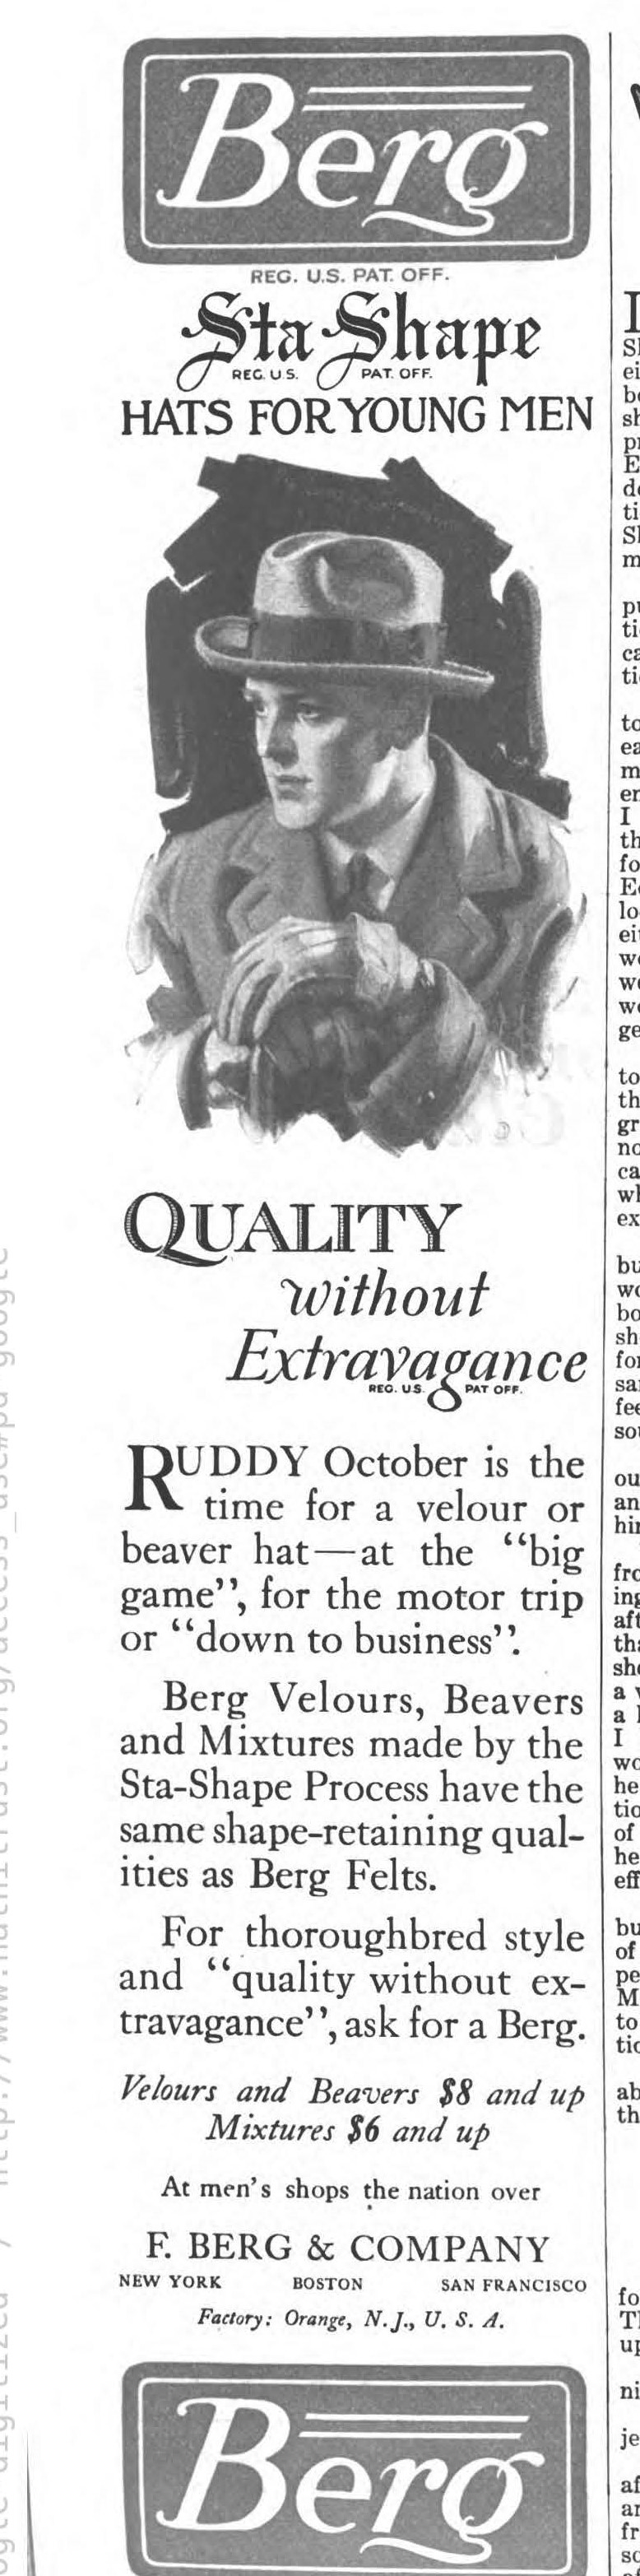 Berg
REG. U.S. PAT. OFF.
Sta-Shape
REG. U.S. PAT. OFF.
HATS FOR YOUNG MEN
QUALITY
without
Extravagance
REG. U.S. PAT OFF.
RUDDY October is the
time for a velour or
beaver hat—at the “big
game”, for the motor trip
or “down to business”.
Berg Velours, Beavers
and Mixtures made by the
Sta-Shape Process have the
same shape-retaining qual-
ities as Berg Felts.
For thoroughbred style
and “quality without ex-
travagance”, ask for a Berg.
Velours and Beavers $8 and up
Mixtures $6 and up
At men’s shops the nation over
F. BERG & COMPANY
NEW YORK BOSTON SAN FRANCISCO
Factory: Orange, N.J., U. S. A.
Berg